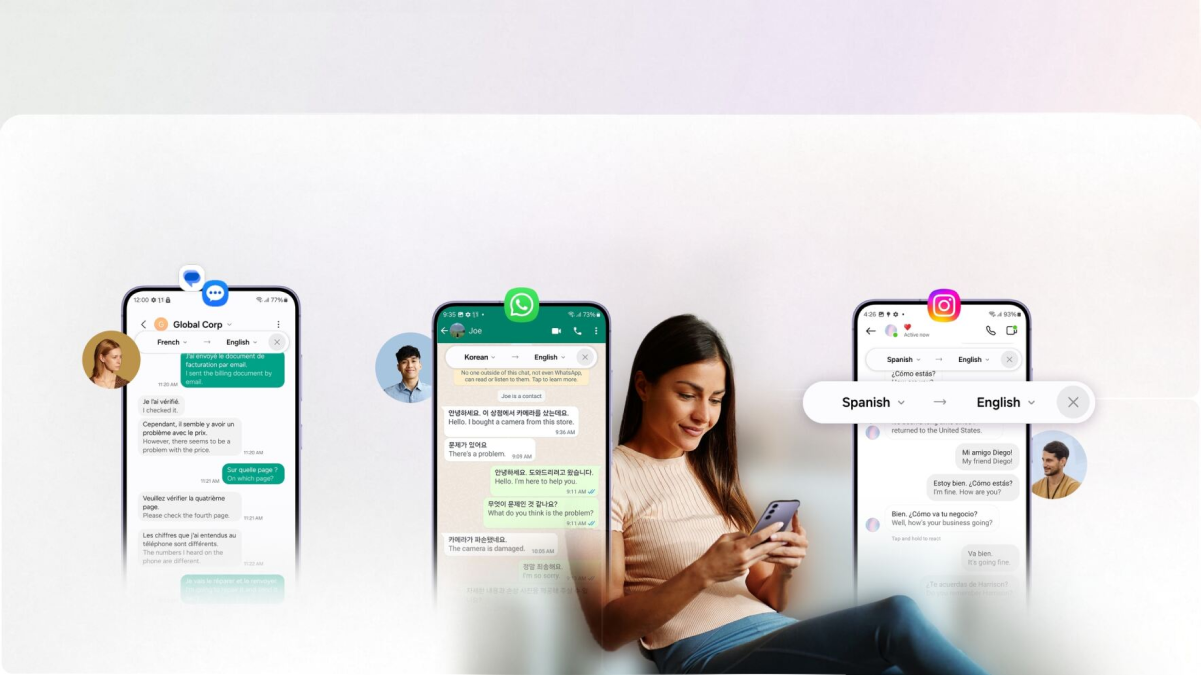 12:00
77%
Global Corp
French → English
J'ai envoyé le document de
facturation par email.
I sent the billing document by
email.
11:20 AM
Je l'ai vérifié.
I checked it.
Cependant, il semble y avoir un
problème avec le prix.
However, there seems to be a
problem with the price.
11:20 AM
Sur quelle page ?
On which page?
11:21 AM
Veuillez vérifier la quatrième
page.
Please check the fourth page.
11:21 AM
Les chiffres que j'ai entendus au
téléphone sont différents.
The numbers I heard on the
phone are different.
11:22 AM
9:35
73%
Joe
Korean → English
No one outside of this chat, not even WhatsApp,
can read or listen to them. Tap to learn more.
Joe is a contact
안녕하세요. 이 상점에서 카메라를 샀는데요.
Hello. I bought a camera from this store.
9:36 AM
문제가 있어요
There's a problem.
9:09 AM
안녕하세요. 도와드리려고 왔습니다.
Hello. I'm here to help you.
9:11 AM
무엇이 문제인 것 같나요?
What do you think is the problem?
9:11 AM
카메라가 파손됐네요.
The camera is damaged.
10:05 AM
정말 죄송해요.
I'm so sorry.
4:26
93%
Active now
Spanish → English
¿Cómo estás?
Spanish → English
returned to the United States.
Mi amigo Diego!
My friend Diego!
Estoy bien. ¿Cómo estás?
I'm fine. How are you?
Bien. ¿Cómo va tu negocio?
Well, how's your business going?
Tap and hold to react
Va bien.
It's going fine.
¿Te acuerdas de Harrison?